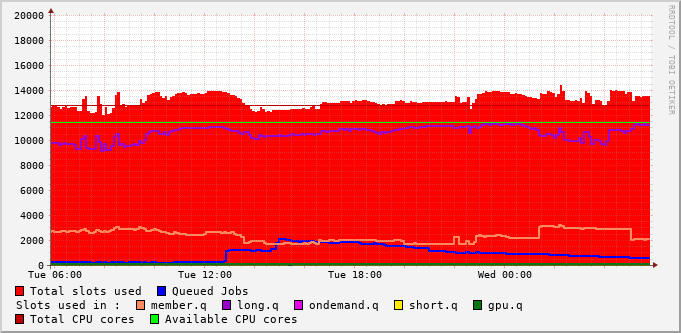 20000
18000
16000
14000
12000
10000
8000
6000
4000
2000
0
Tue 06:00 Tue 12:00 Tue 18:00 Wed 00:00
RRDTOOL / TOBI OETIKER
Total slots used Queued Jobs
Slots used in : member.q long.q ondemand.q short.q gpu.q
Total CPU cores Available CPU cores